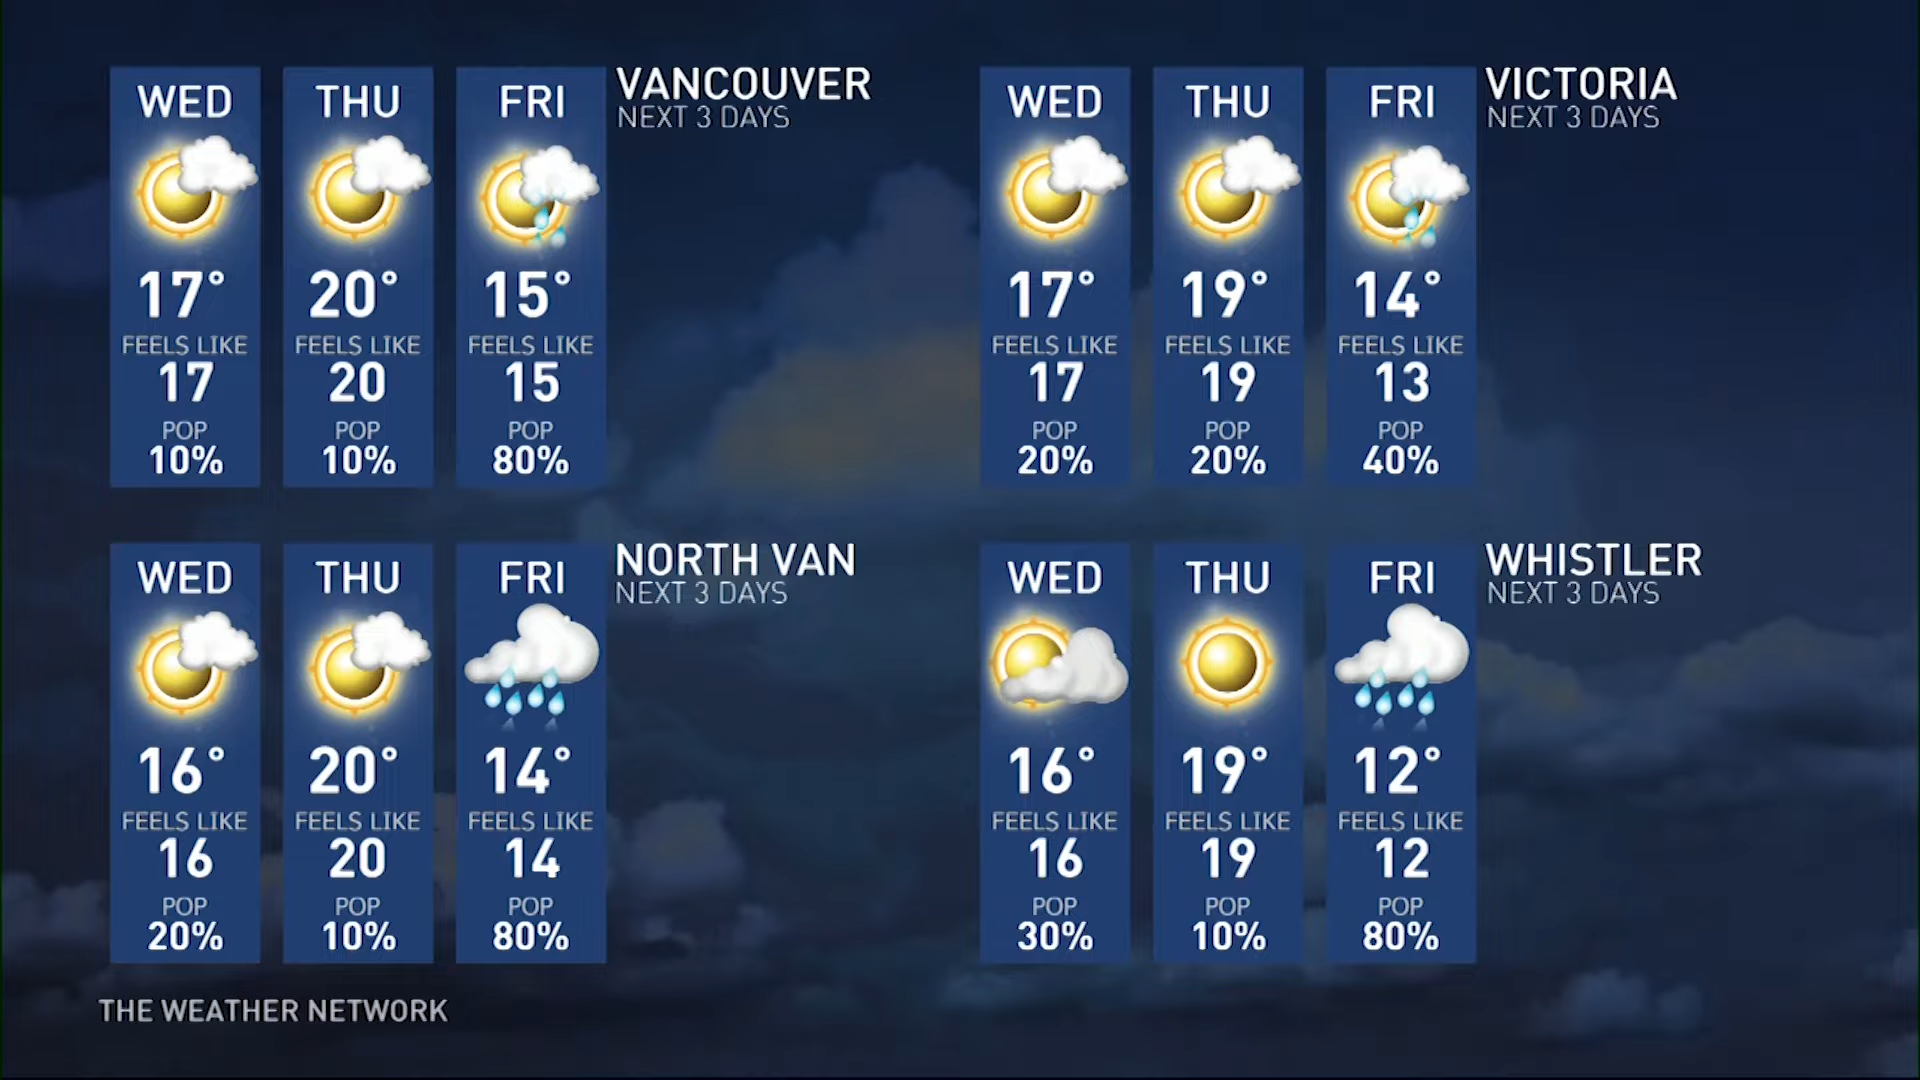 VANCOUVER
NEXT 3 DAYS
WED THU FRI
17° 20° 15°
FEELS LIKE FEELS LIKE FEELS LIKE
17 20 15
POP POP POP
10% 10% 80%
VICTORIA
NEXT 3 DAYS
WED THU FRI
17° 19° 14°
FEELS LIKE FEELS LIKE FEELS LIKE
17 19 13
POP POP POP
20% 20% 40%
NORTH VAN
NEXT 3 DAYS
WED THU FRI
16° 20° 14°
FEELS LIKE FEELS LIKE FEELS LIKE
16 20 14
POP POP POP
20% 10% 80%
WHISTLER
NEXT 3 DAYS
WED THU FRI
16° 19° 12°
FEELS LIKE FEELS LIKE FEELS LIKE
16 19 12
POP POP POP
30% 10% 80%
THE WEATHER NETWORK